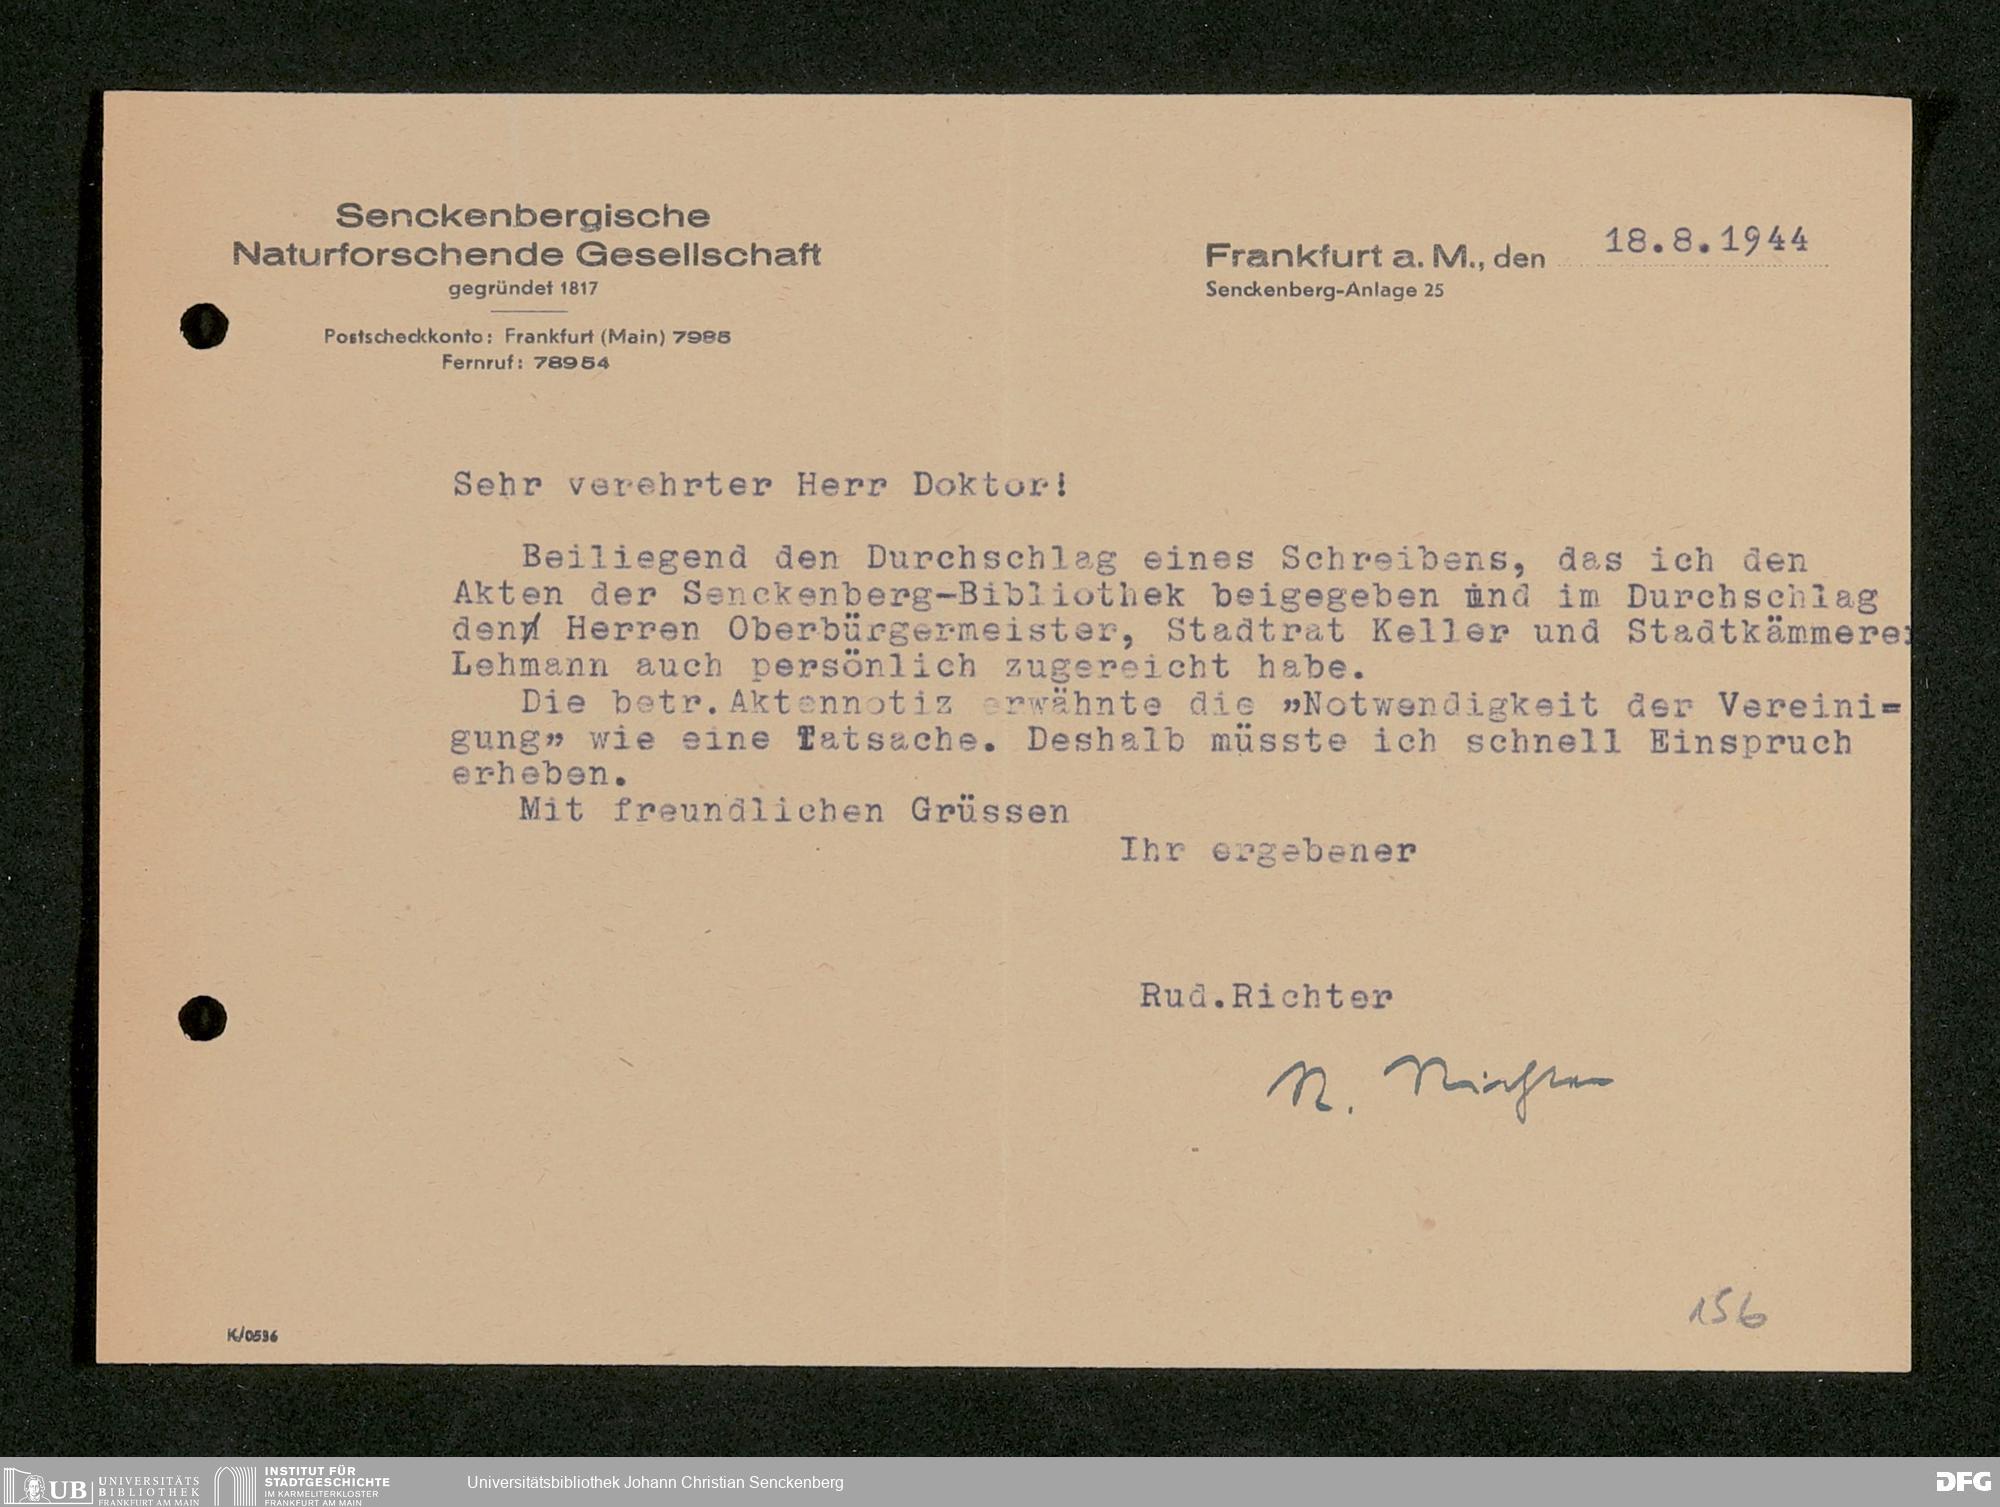 Senckenbergische
Naturforschende Gesellschaft
gegründet 1817
Postscheckkonto: Frankfurt (Main) 7985
Fernruf: 78954
Frankfurt a. M., den 18.8.1944
Senckenberg-Anlage 25
Sehr verehrter Herr Doktor!
Beiliegend den Durchschlag eines Schreibens, das ich den
Akten der Senckenberg-Bibliothek beigegeben und im Durchschlag
den Herren Oberbürgermeister, Stadtrat Keller und Stadtkämmerer
Lehmann auch persönlich zugereicht habe.
Die betr. Aktennotiz erwähnte die "Notwendigkeit der Vereini=
gung" wie eine Tatsache. Deshalb müsste ich schnell Einspruch
erheben.
Mit freundlichen Grüssen
Ihr ergebener
Rud.Richter
R. Richter
156
K/0536
UB UNIVERSITÄTS
BIBLIOTHEK
FRANKFURT AM MAIN
INSTITUT FÜR
STADTGESCHICHTE
IM KARMELITERKLOSTER
FRANKFURT AM MAIN
Universitätsbibliothek Johann Christian Senckenberg
DFG